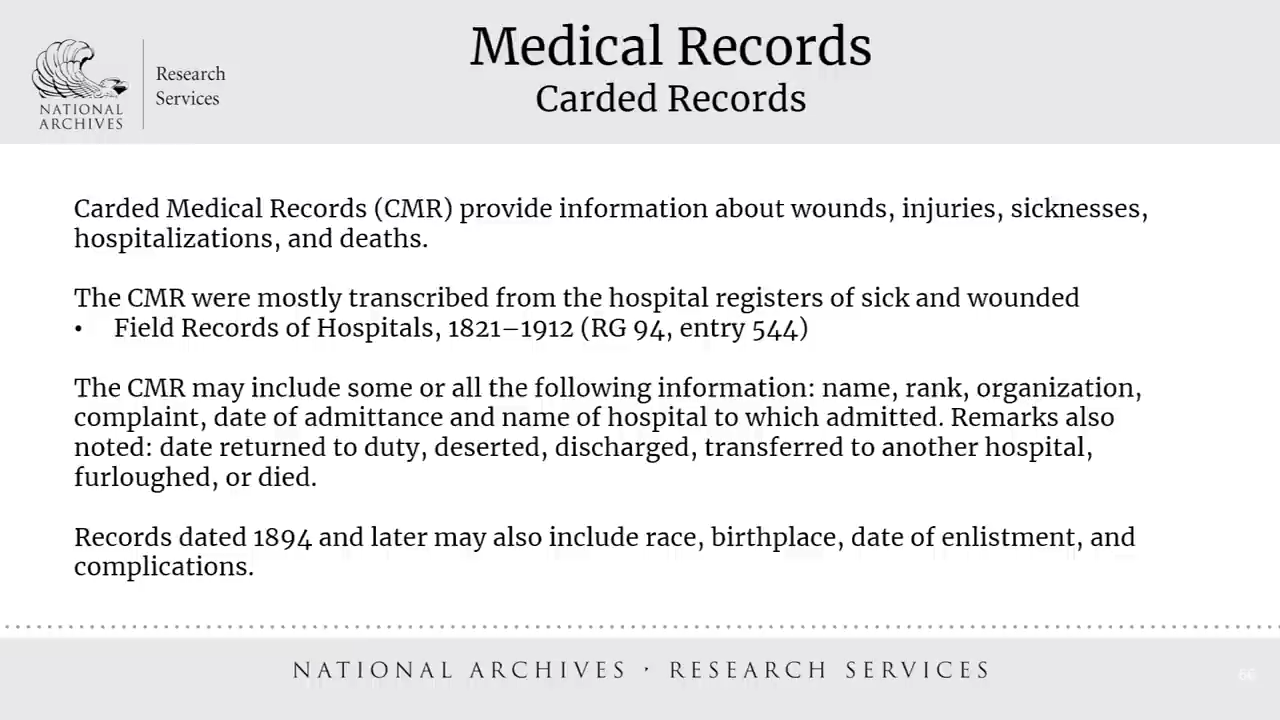 Medical Records
Carded Records
Research
Services
NATIONAL
ARCHIVES
Carded Medical Records (CMR) provide information about wounds, injuries, sicknesses,
hospitalizations, and deaths.
The CMR were mostly transcribed from the hospital registers of sick and wounded
• Field Records of Hospitals, 1821–1912 (RG 94, entry 544)
The CMR may include some or all the following information: name, rank, organization,
complaint, date of admittance and name of hospital to which admitted. Remarks also
noted: date returned to duty, deserted, discharged, transferred to another hospital,
furloughed, or died.
Records dated 1894 and later may also include race, birthplace, date of enlistment, and
complications.
NATIONAL ARCHIVES · RESEARCH SERVICES